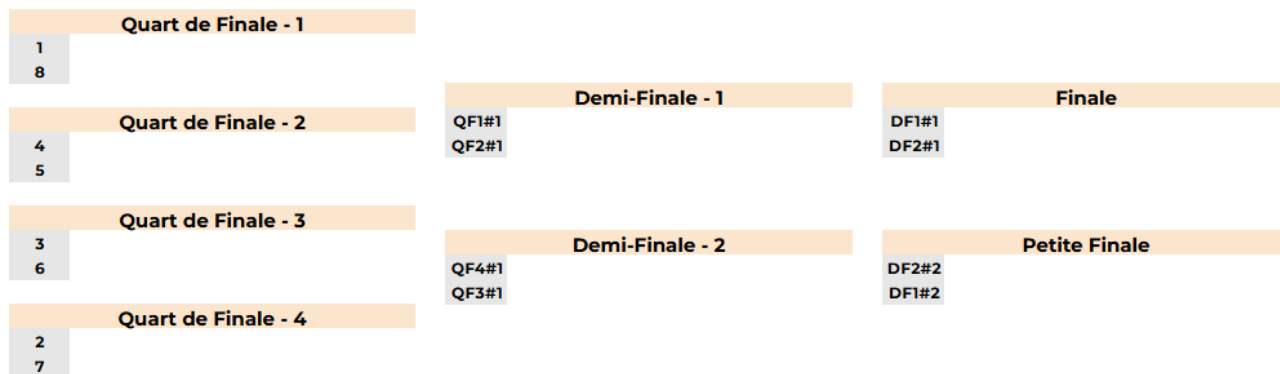 Quart de Finale - 1
1
8
Quart de Finale - 2
4
5
Quart de Finale - 3
3
6
Quart de Finale - 4
2
7
Demi-Finale - 1
QF1#1
QF2#1
Demi-Finale - 2
QF4#1
QF3#1
Finale
DF1#1
DF2#1
Petite Finale
DF2#2
DF1#2